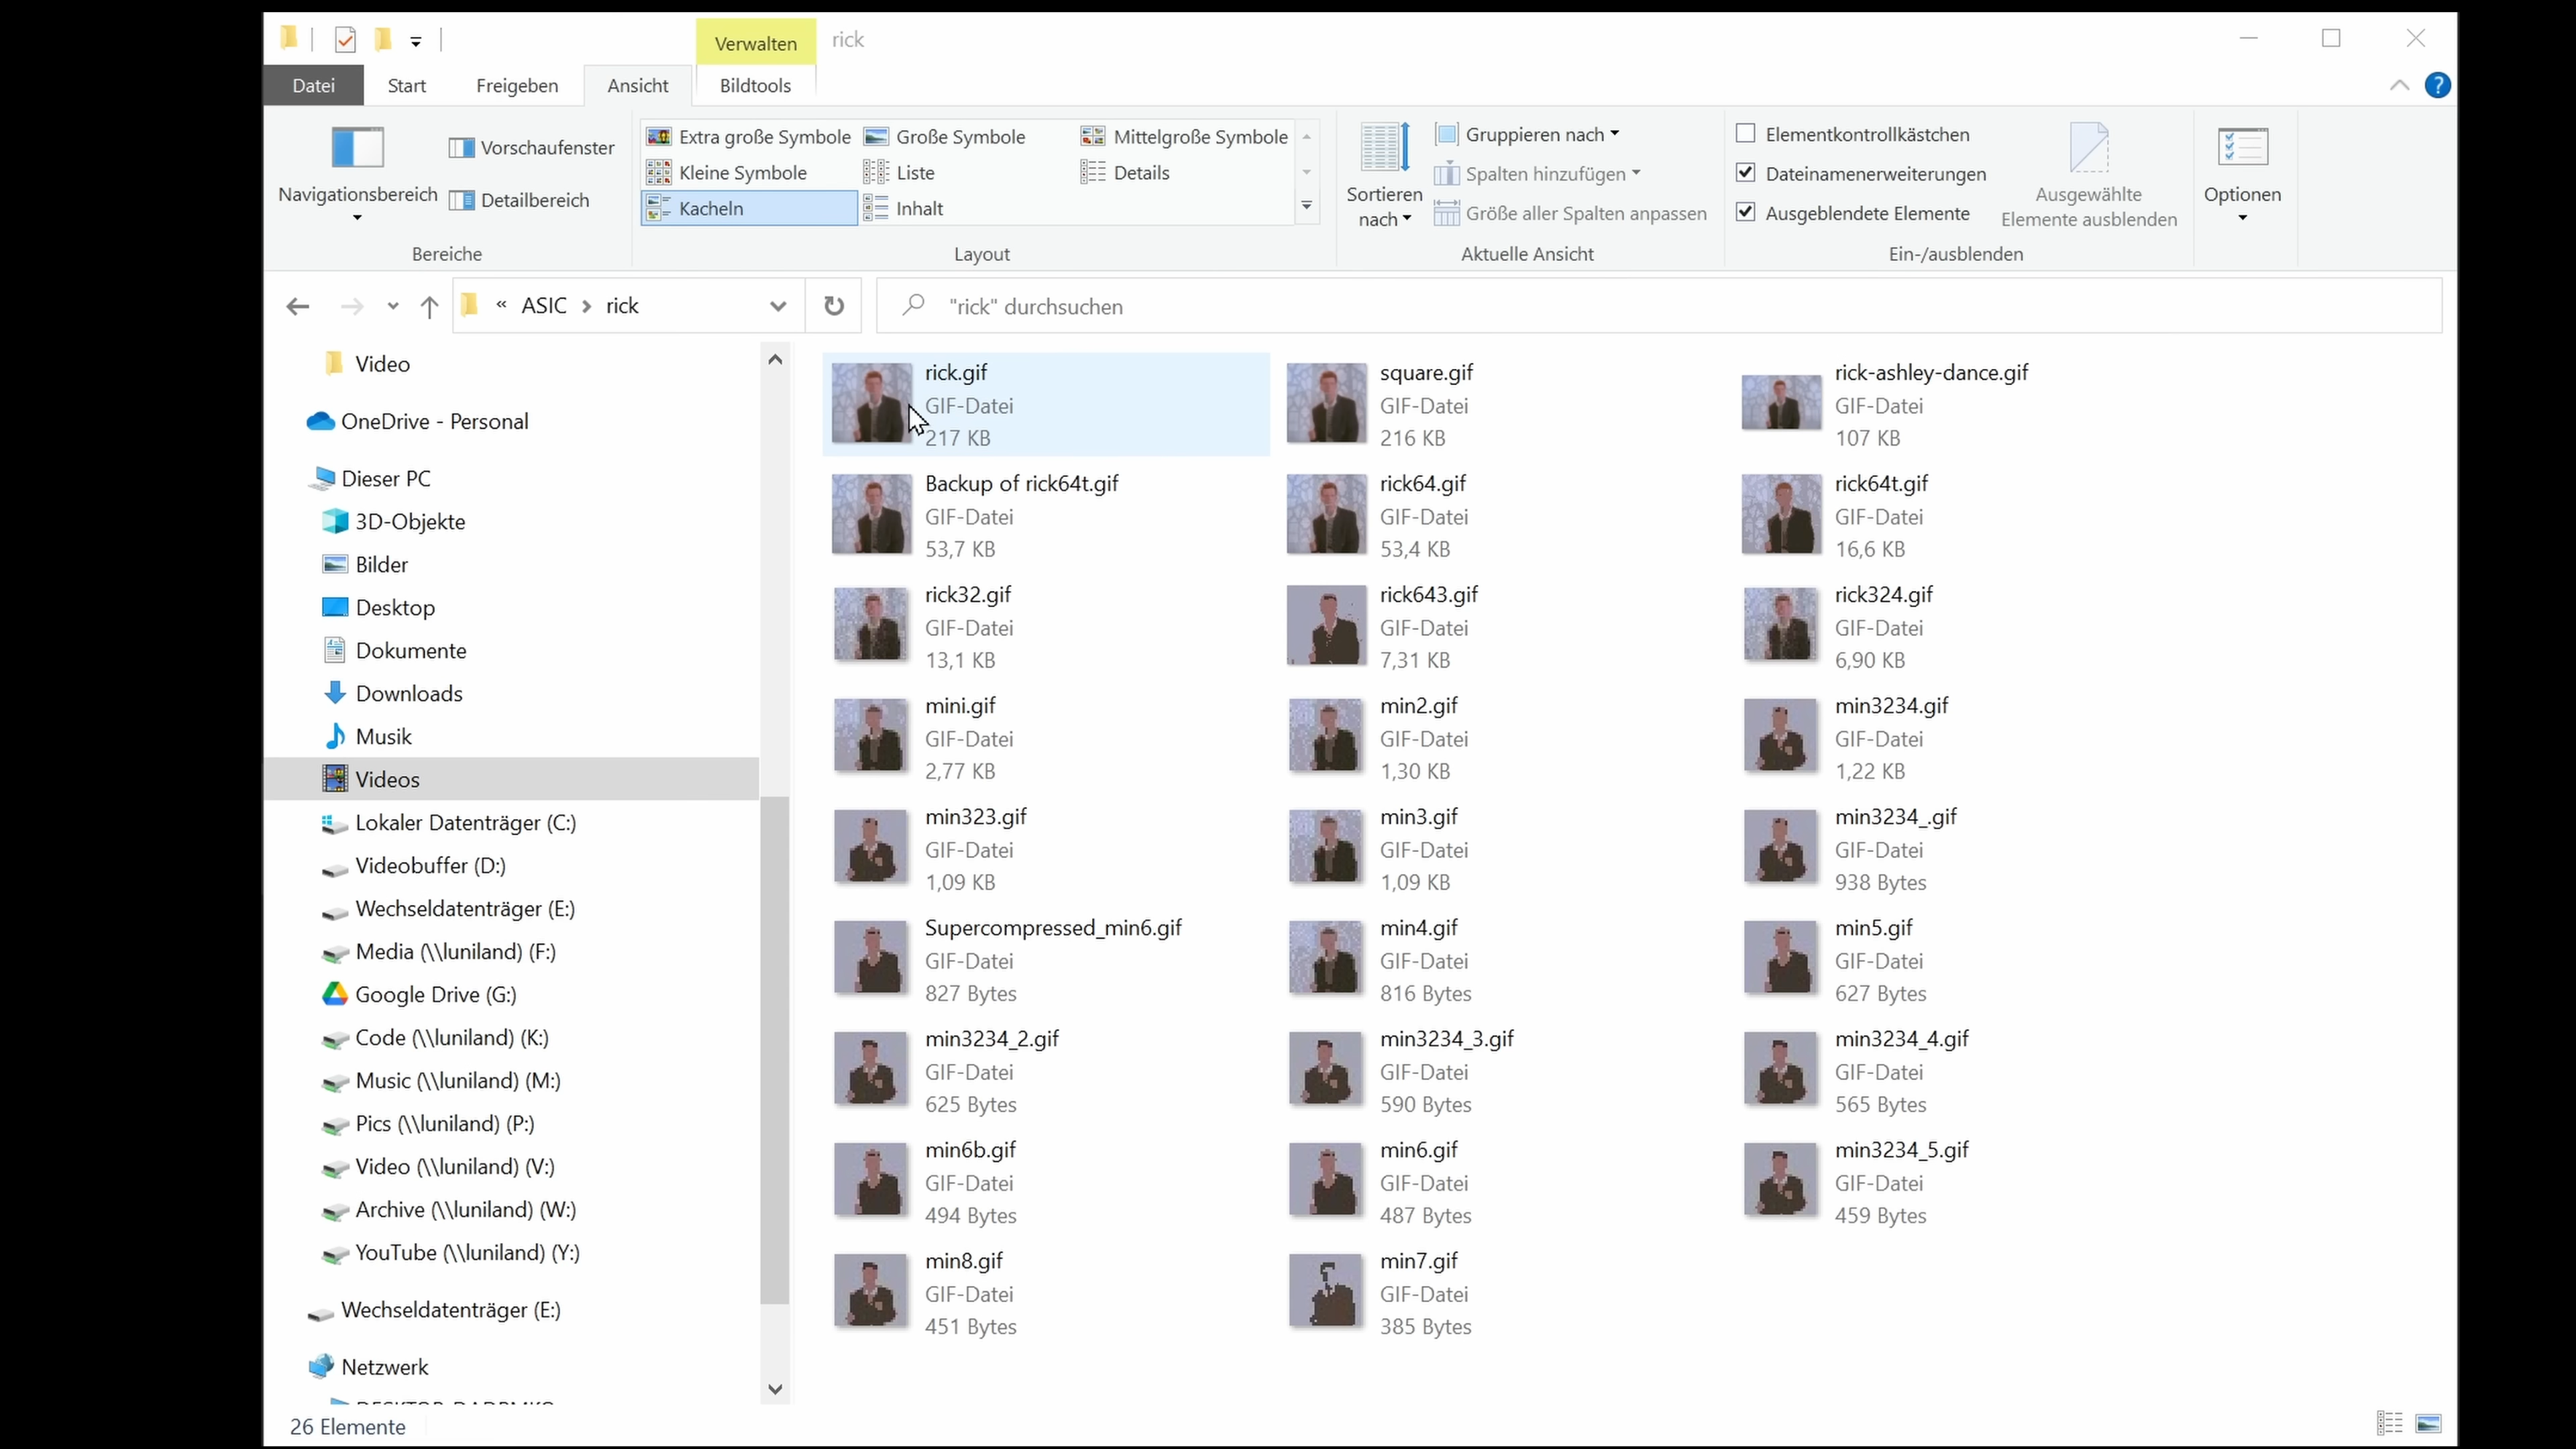 Verwalten
rick
Datei
Start
Freigeben
Ansicht
Bildtools
?
Navigationsbereich
Vorschaufenster
Detailbereich
Bereiche
Extra große Symbole
Große Symbole
Mittelgroße Symbole
Kleine Symbole
Liste
Details
Kacheln
Inhalt
Layout
Sortieren
nach
Gruppieren nach
Spalten hinzufügen
Größe aller Spalten anpassen
Aktuelle Ansicht
Elementkontrollkästchen
Dateinamenerweiterungen
Ausgeblendete Elemente
Ausgewählte
Elemente ausblenden
Ein-/ausblenden
Optionen
« ASIC > rick
"rick" durchsuchen
Video
OneDrive - Personal
Dieser PC
3D-Objekte
Bilder
Desktop
Dokumente
Downloads
Musik
Videos
Lokaler Datenträger (C:)
Videobuffer (D:)
Wechseldatenträger (E:)
Media (\\luniland) (F:)
Google Drive (G:)
Code (\\luniland) (K:)
Music (\\luniland) (M:)
Pics (\\luniland) (P:)
Video (\\luniland) (V:)
Archive (\\luniland) (W:)
YouTube (\\luniland) (Y:)
Wechseldatenträger (E:)
Netzwerk
rick.gif
GIF-Datei
217 KB
square.gif
GIF-Datei
216 KB
rick-ashley-dance.gif
GIF-Datei
107 KB
Backup of rick64t.gif
GIF-Datei
53,7 KB
rick64.gif
GIF-Datei
53,4 KB
rick64t.gif
GIF-Datei
16,6 KB
rick32.gif
GIF-Datei
13,1 KB
rick643.gif
GIF-Datei
7,31 KB
rick324.gif
GIF-Datei
6,90 KB
mini.gif
GIF-Datei
2,77 KB
min2.gif
GIF-Datei
1,30 KB
min3234.gif
GIF-Datei
1,22 KB
min323.gif
GIF-Datei
1,09 KB
min3.gif
GIF-Datei
1,09 KB
min3234_.gif
GIF-Datei
938 Bytes
Supercompressed_min6.gif
GIF-Datei
827 Bytes
min4.gif
GIF-Datei
816 Bytes
min5.gif
GIF-Datei
627 Bytes
min3234_2.gif
GIF-Datei
625 Bytes
min3234_3.gif
GIF-Datei
590 Bytes
min3234_4.gif
GIF-Datei
565 Bytes
min6b.gif
GIF-Datei
494 Bytes
min6.gif
GIF-Datei
487 Bytes
min3234_5.gif
GIF-Datei
459 Bytes
min8.gif
GIF-Datei
451 Bytes
min7.gif
GIF-Datei
385 Bytes
26 Elemente